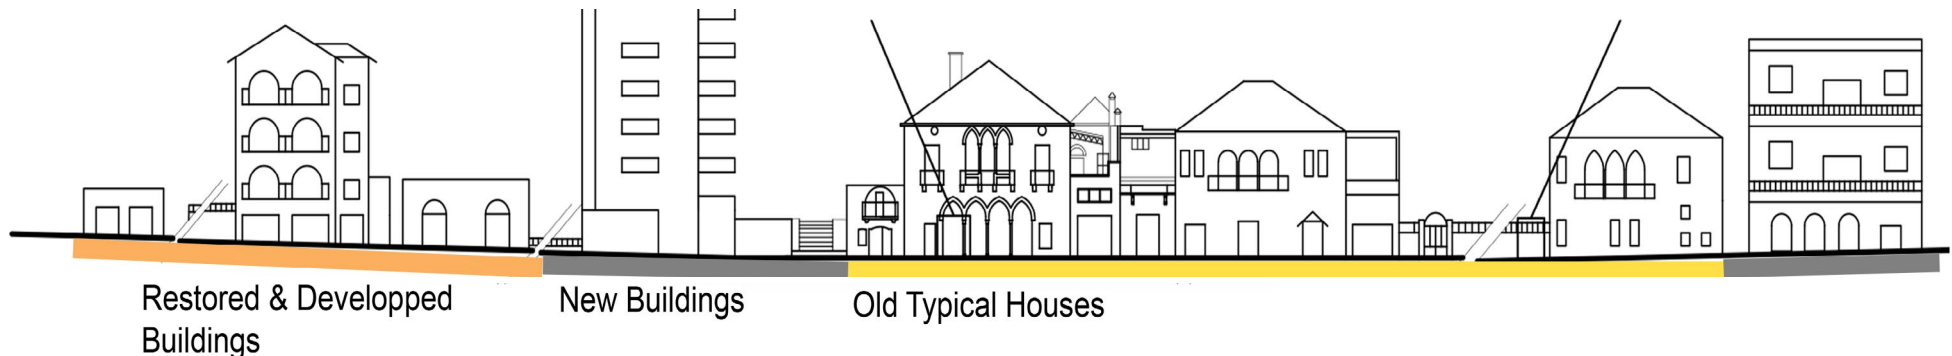 Restored & Developped
Buildings
New Buildings
Old Typical Houses